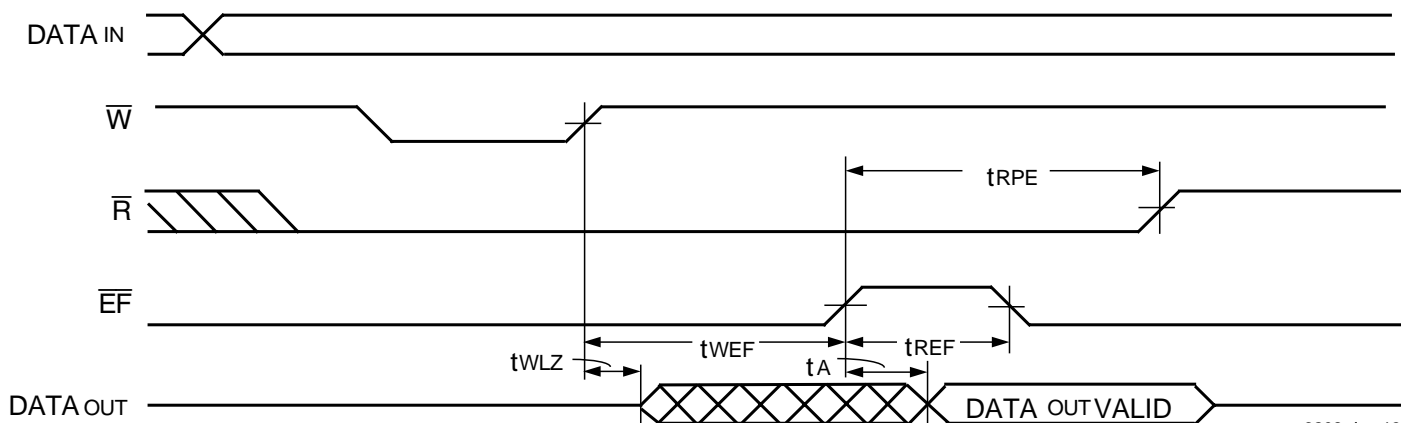 DATA IN
W
R
tRPE
EF
tWEF
tREF
tWLZ
tA
DATA OUT
DATA OUT VALID